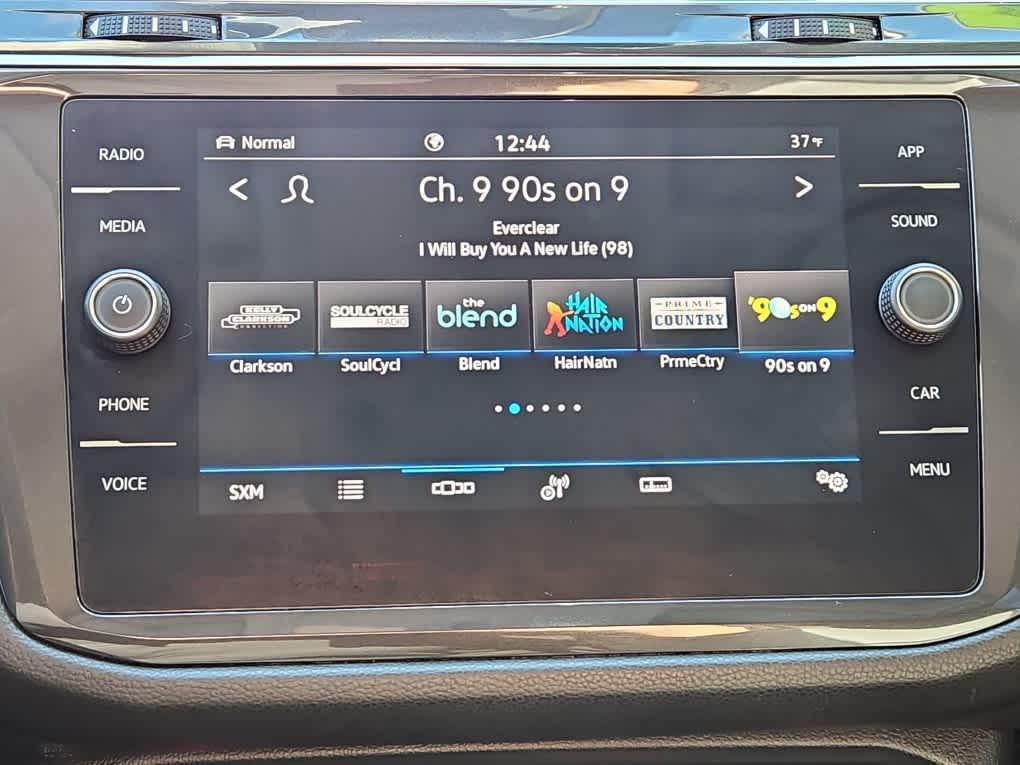 RADIO
MEDIA
PHONE
VOICE
Normal
12:44
37°F
< Ch. 9 90s on 9 >
Everclear
I Will Buy You A New Life (98)
KELLY
CLARKSON
CONNECTION
SOULCYCLE
RADIO
the
blend
HAIR
NATION
PRIME
COUNTRY
'90s ON 9
Clarkson
SoulCycl
Blend
HairNatn
PrmeCtry
90s on 9
SXM
APP
SOUND
CAR
MENU